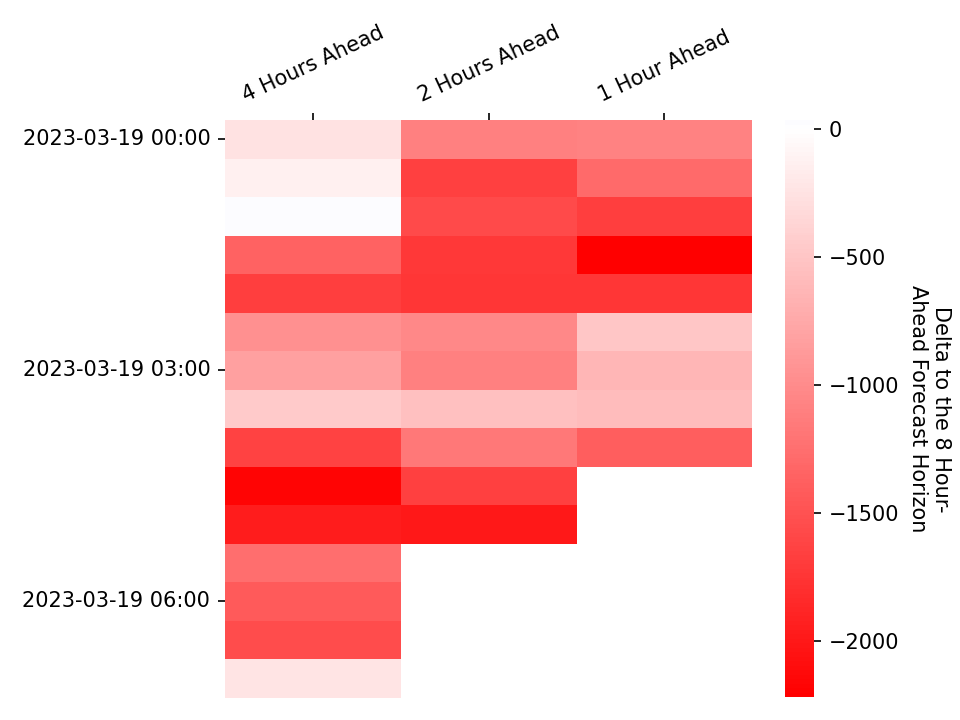 4 Hours Ahead
2 Hours Ahead
1 Hour Ahead
2023-03-19 00:00
2023-03-19 03:00
2023-03-19 06:00
0
−500
−1000
−1500
−2000
Delta to the 8 Hour-
Ahead Forecast Horizon